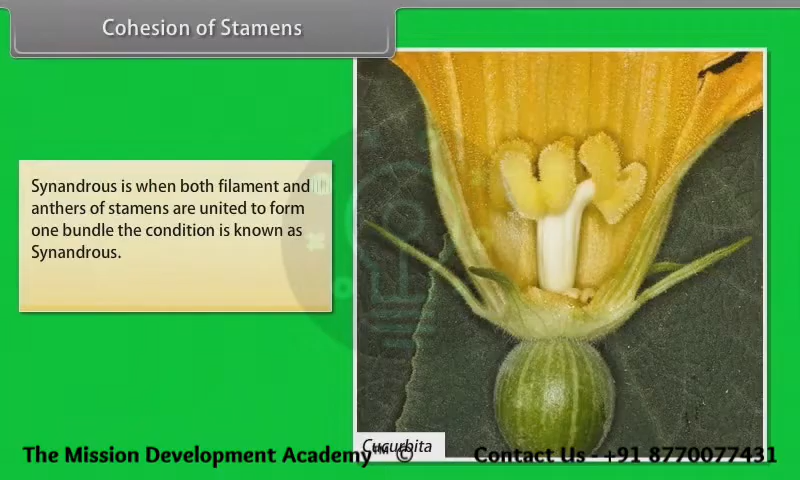 Cohesion of Stamens
Synandrous is when both filament and
anthers of stamens are united to form
one bundle the condition is known as
Synandrous.
Cucurbita
The Mission Development Academy™ © Contact Us - +91 8770077431